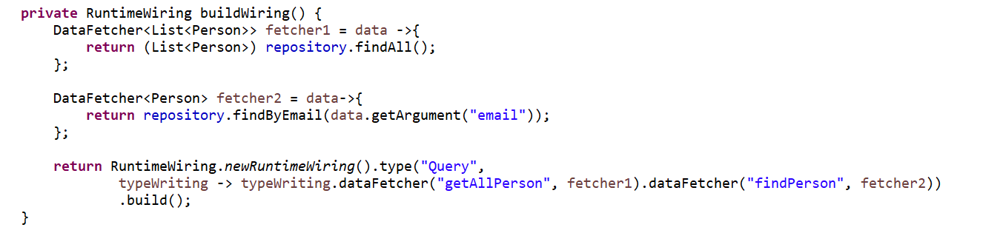 private RuntimeWiring buildWiring() {
    DataFetcher<List<Person>> fetcher1 = data ->{
        return (List<Person>) repository.findAll();
    };

    DataFetcher<Person> fetcher2 = data->{
        return repository.findByEmail(data.getArgument("email"));
    };

    return RuntimeWiring.newRuntimeWiring().type("Query",
            typeWriting -> typeWriting.dataFetcher("getAllPerson", fetcher1).dataFetcher("findPerson", fetcher2))
            .build();
}